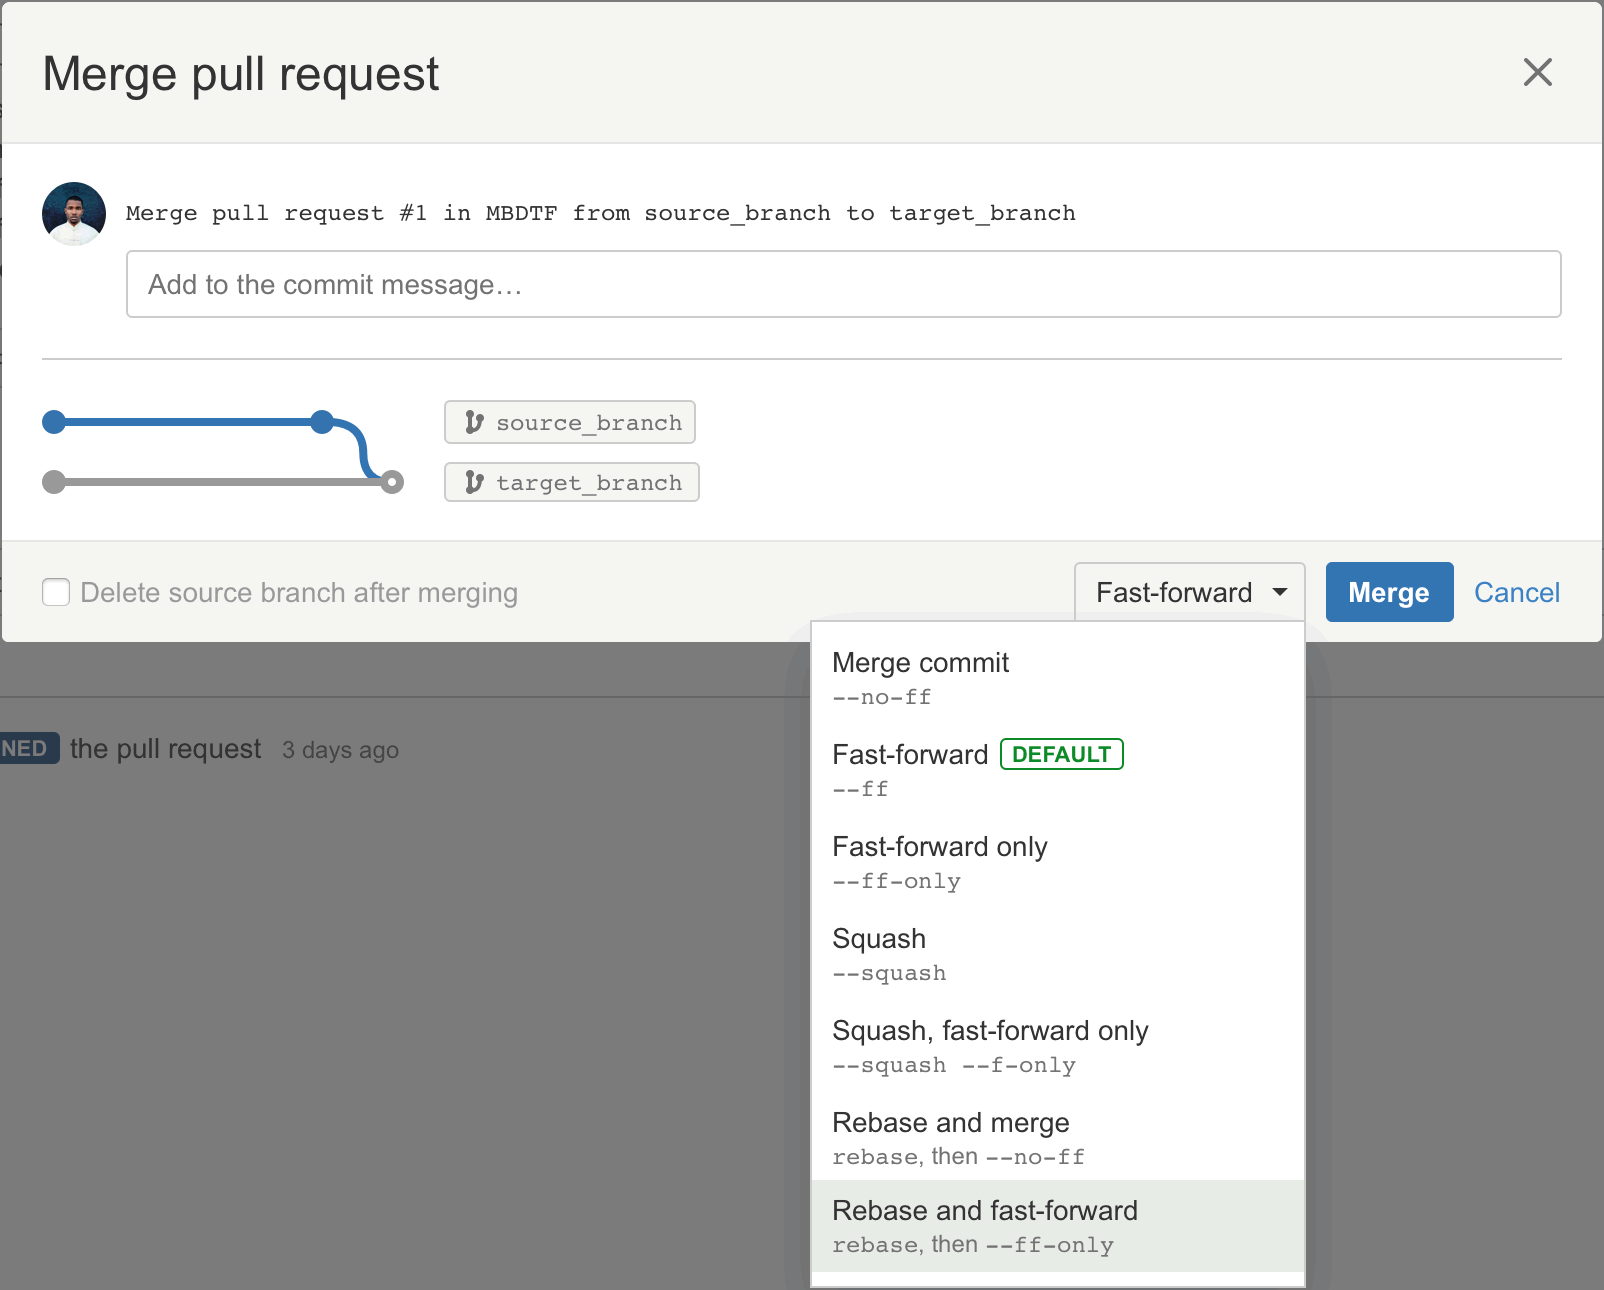 Merge pull request
Merge pull request #1 in MBDTF from source_branch to target_branch
Add to the commit message…
source_branch
target_branch
Delete source branch after merging
Fast-forward
Merge
Cancel
Merge commit
--no-ff
NED the pull request 3 days ago
Fast-forward DEFAULT
--ff
Fast-forward only
--ff-only
Squash
--squash
Squash, fast-forward only
--squash --f-only
Rebase and merge
rebase, then --no-ff
Rebase and fast-forward
rebase, then --ff-only